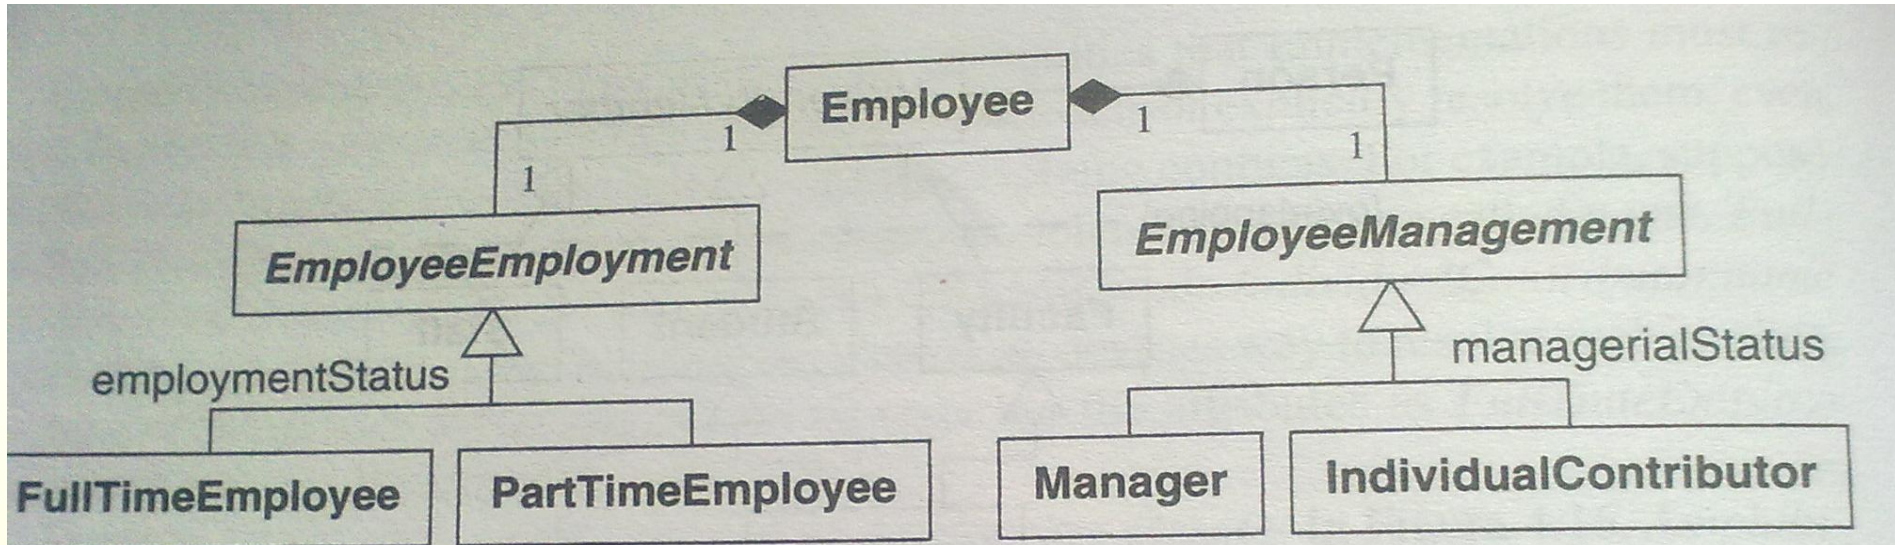 Employee
1
1
1
1
EmployeeEmployment
EmployeeManagement
employmentStatus
managerialStatus
FullTimeEmployee
PartTimeEmployee
Manager
IndividualContributor